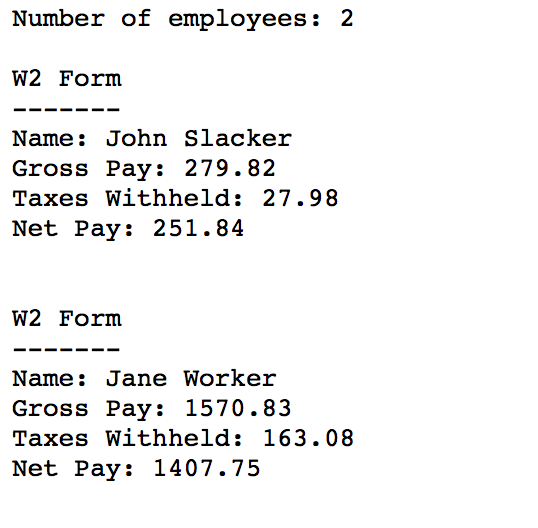 Number of employees: 2
W2 Form
-------
Name: John Slacker
Gross Pay: 279.82
Taxes Withheld: 27.98
Net Pay: 251.84
W2 Form
-------
Name: Jane Worker
Gross Pay: 1570.83
Taxes Withheld: 163.08
Net Pay: 1407.75